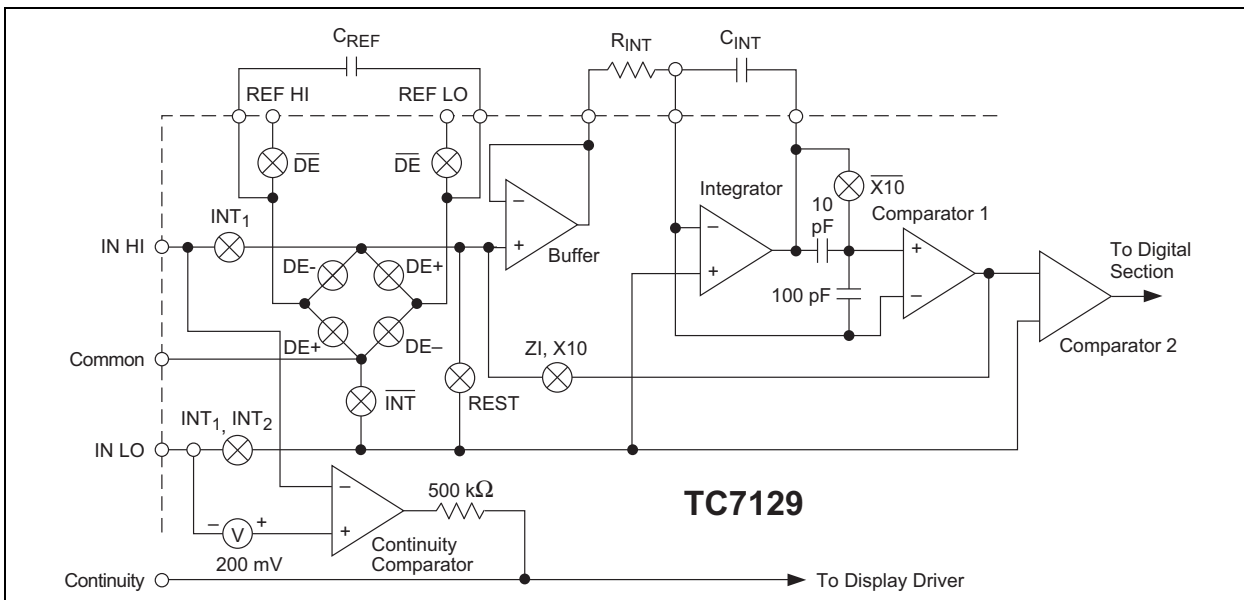 CREF
RINT
CINT
REF HI
REF LO
DE
DE
X10
Integrator
10
pF
Comparator 1
INT1
IN HI
–
+
Buffer
–
+
+
–
To Digital
Section
DE-
DE+
100 pF
DE+
DE–
Common
ZI, X10
Comparator 2
INT
REST
INT1, INT2
IN LO
–
+
500 kΩ
TC7129
– V +
200 mV
Continuity
Comparator
Continuity
To Display Driver